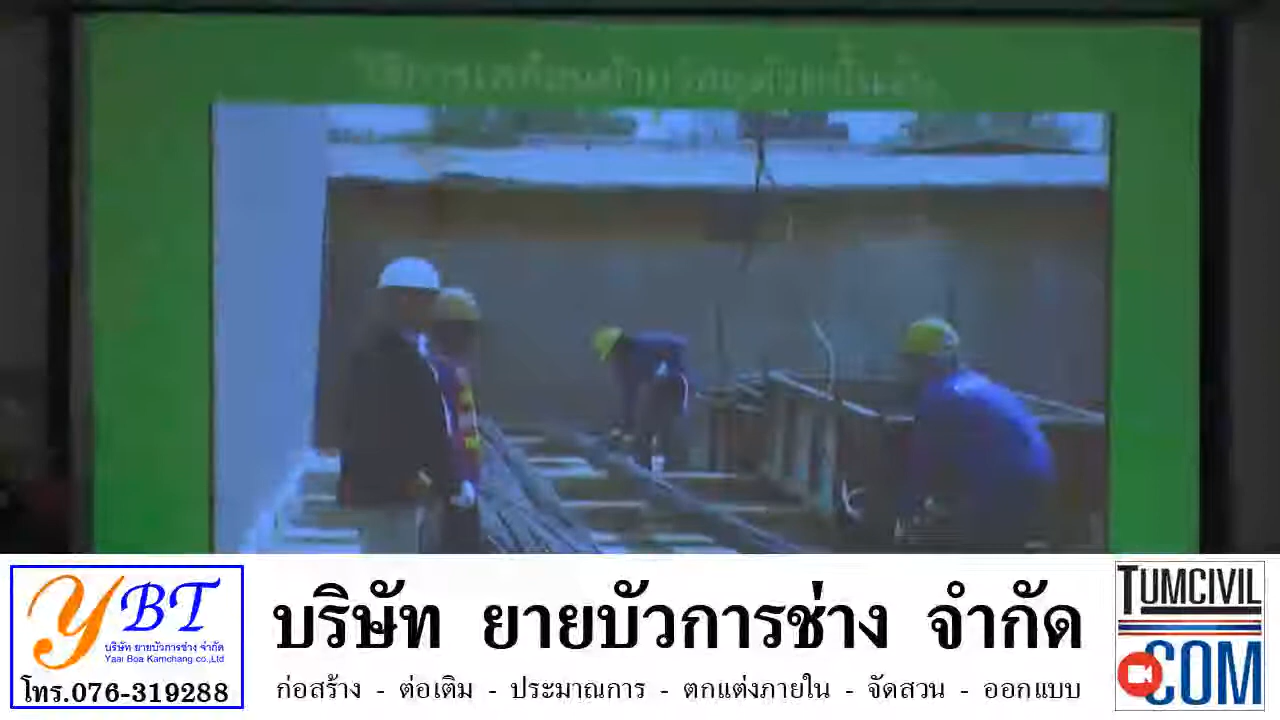 YBT
บริษัท ยายบัวการช่าง จำกัด
Yaai Boa Kamchang co.,Ltd
โทร.076-319288
บริษัท ยายบัวการช่าง จำกัด
ก่อสร้าง - ต่อเติม - ประมาณการ - ตกแต่งภายใน - จัดสวน - ออกแบบ
TUMCIVIL
.COM